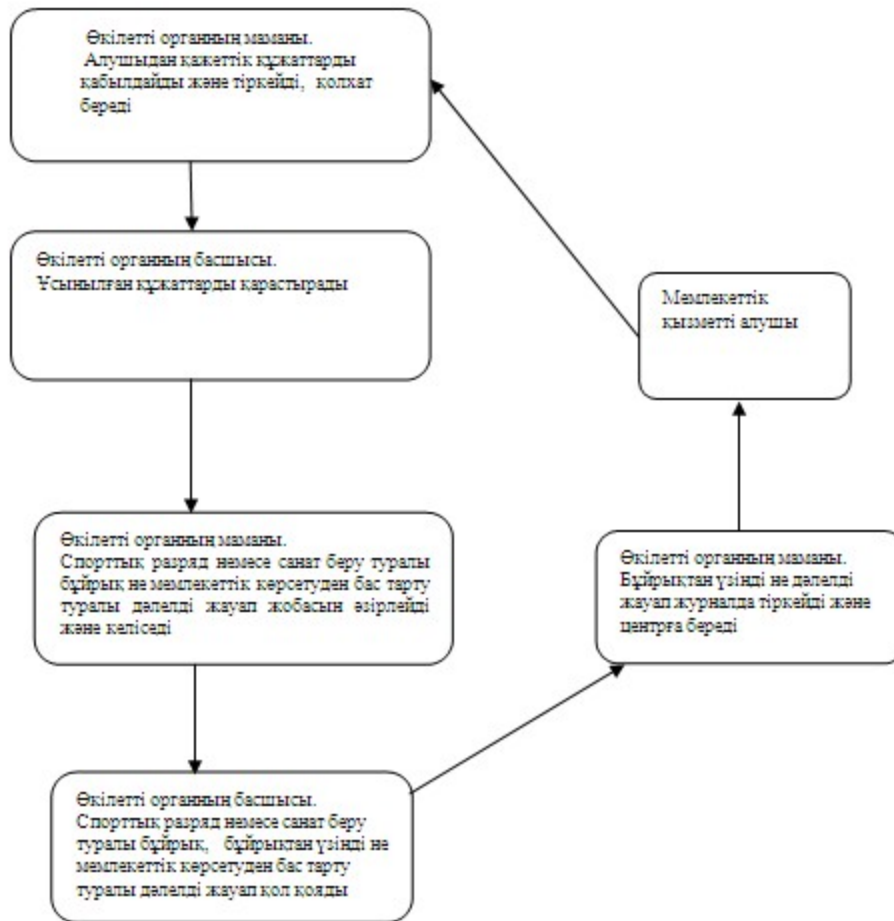 Өкілетті органның маманы.
Алушыдан қажеттік құжаттарды
қабылдайды және тіркейді, қолхат
береді
Өкілетті органның басшысы.
Ұсынылған құжаттарды қарастырады
Мемлекеттік
қызметті алушы
Өкілетті органның маманы.
Спорттық разряд немесе санат беру туралы
бұйрық не мемлекеттік көрсетуден бас тарту
туралы дәлелді жауап жобасын әзірлейді
және келіседі
Өкілетті органның маманы.
Бұйрықтан үзінді не дәлелді
жауап журналда тіркейді және
центрға береді
Өкілетті органның басшысы.
Спорттық разряд немесе санат беру
туралы бұйрық, бұйрықтан үзінді не
мемлекеттік көрсетуден бас тарту
туралы дәлелді жауап қол қояды